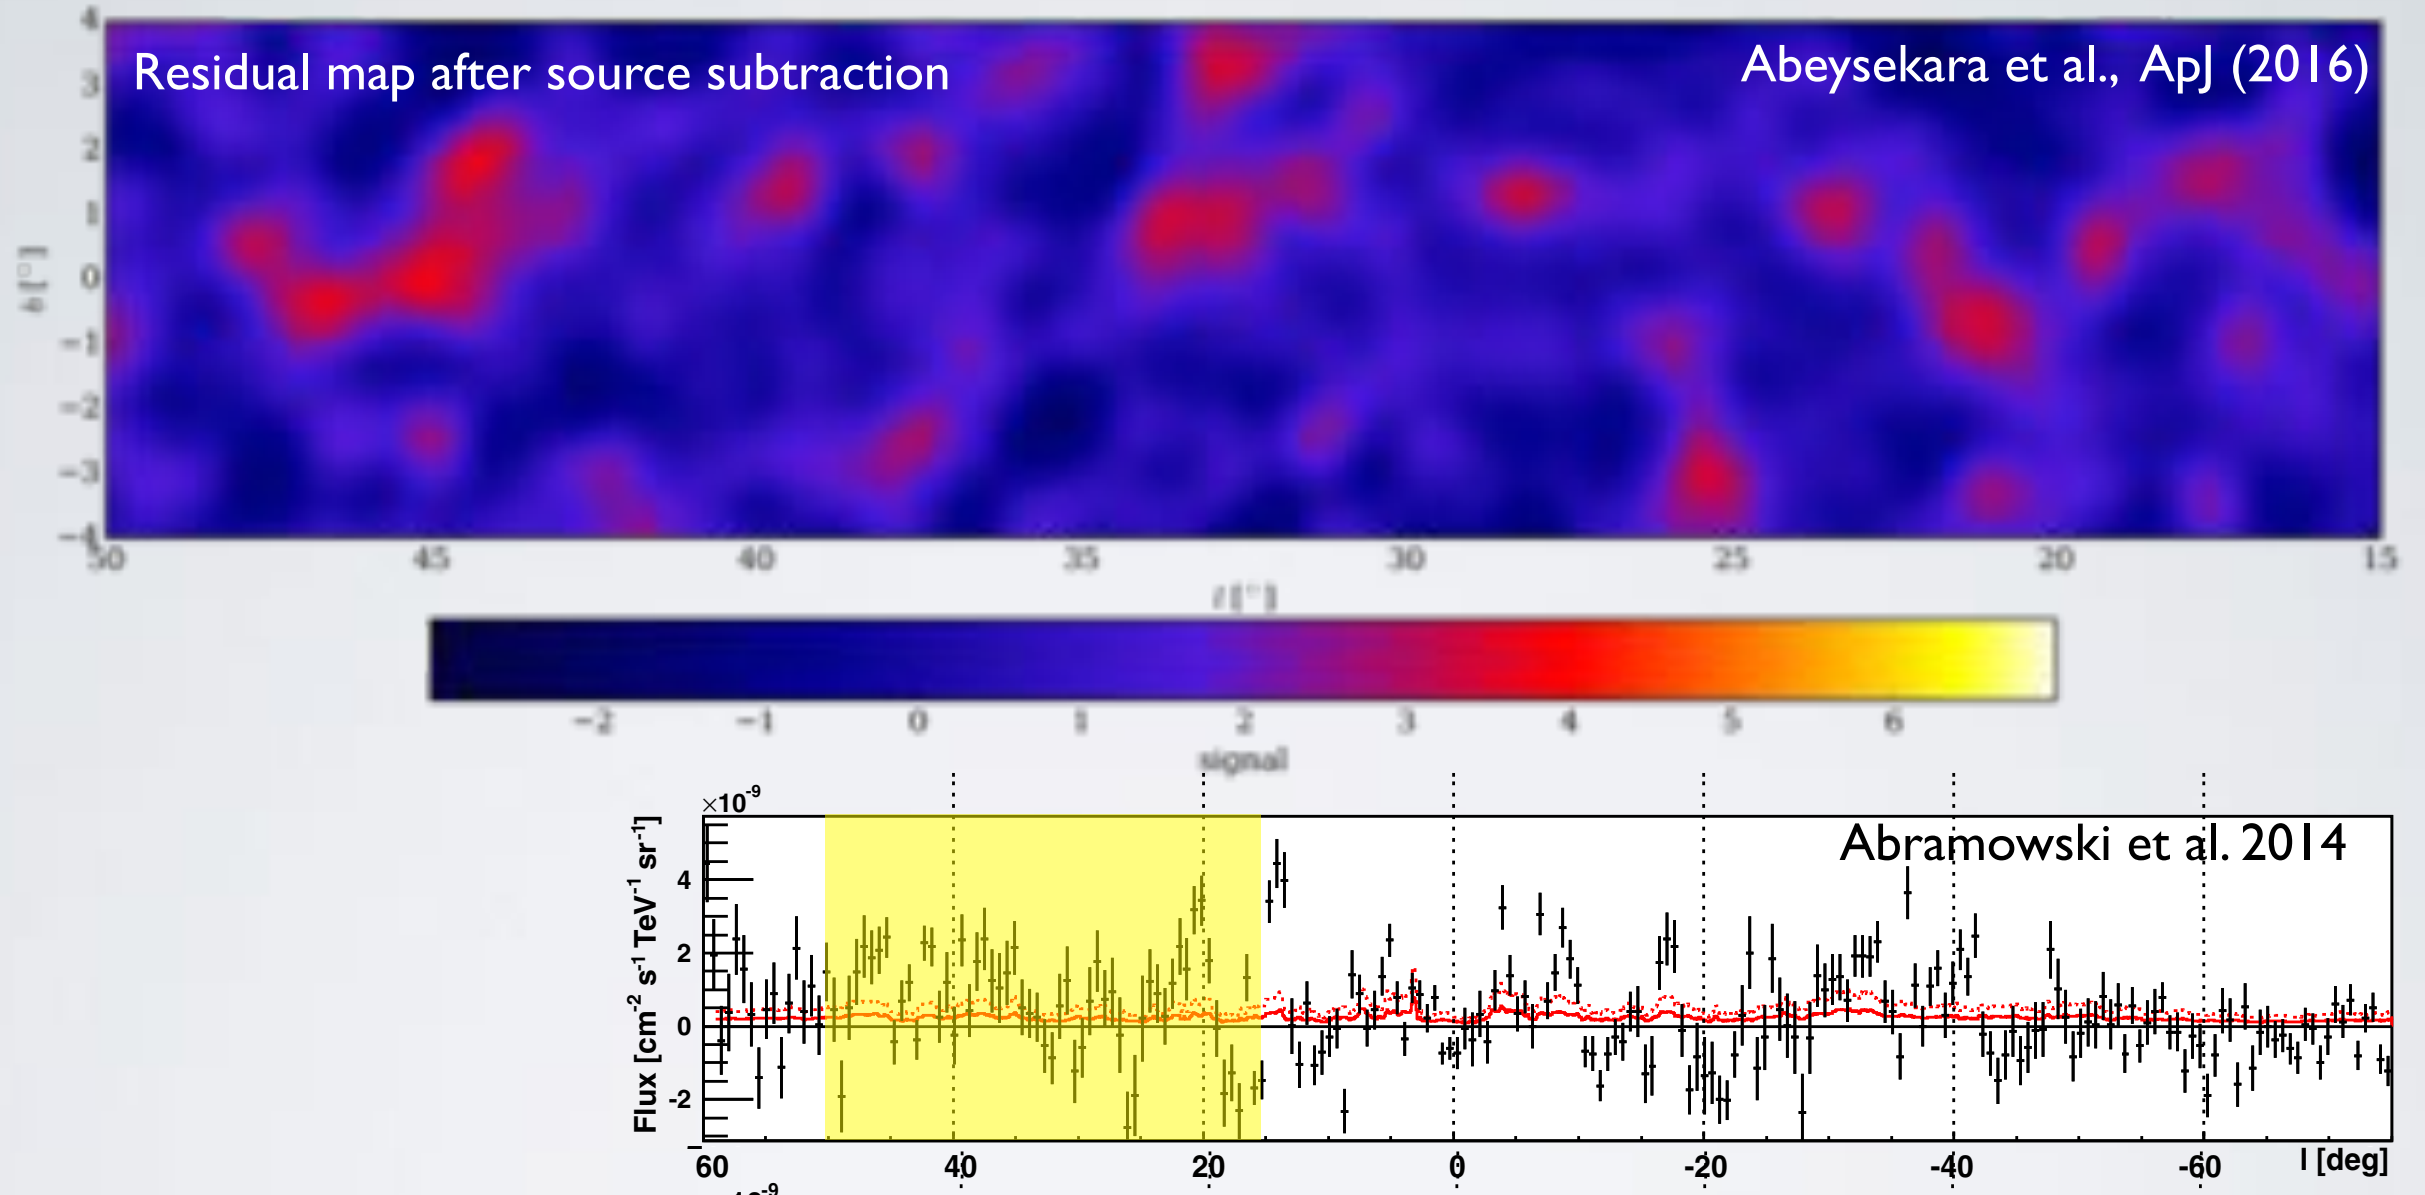 4
Residual map after source subtraction
Abeysekara et al., ApJ (2016)
3
2
1
0
b [°]
−1
−2
−3
−4
50 45 40 35 30 25 20 15
ℓ [°]
−2 −1 0 1 2 3 4 5 6
signal
×10⁻⁹
Abramowski et al. 2014
Flux [cm⁻² s⁻¹ TeV⁻¹ sr⁻¹]
4
2
0
-2
60 40 20 0 -20 -40 -60 l [deg]